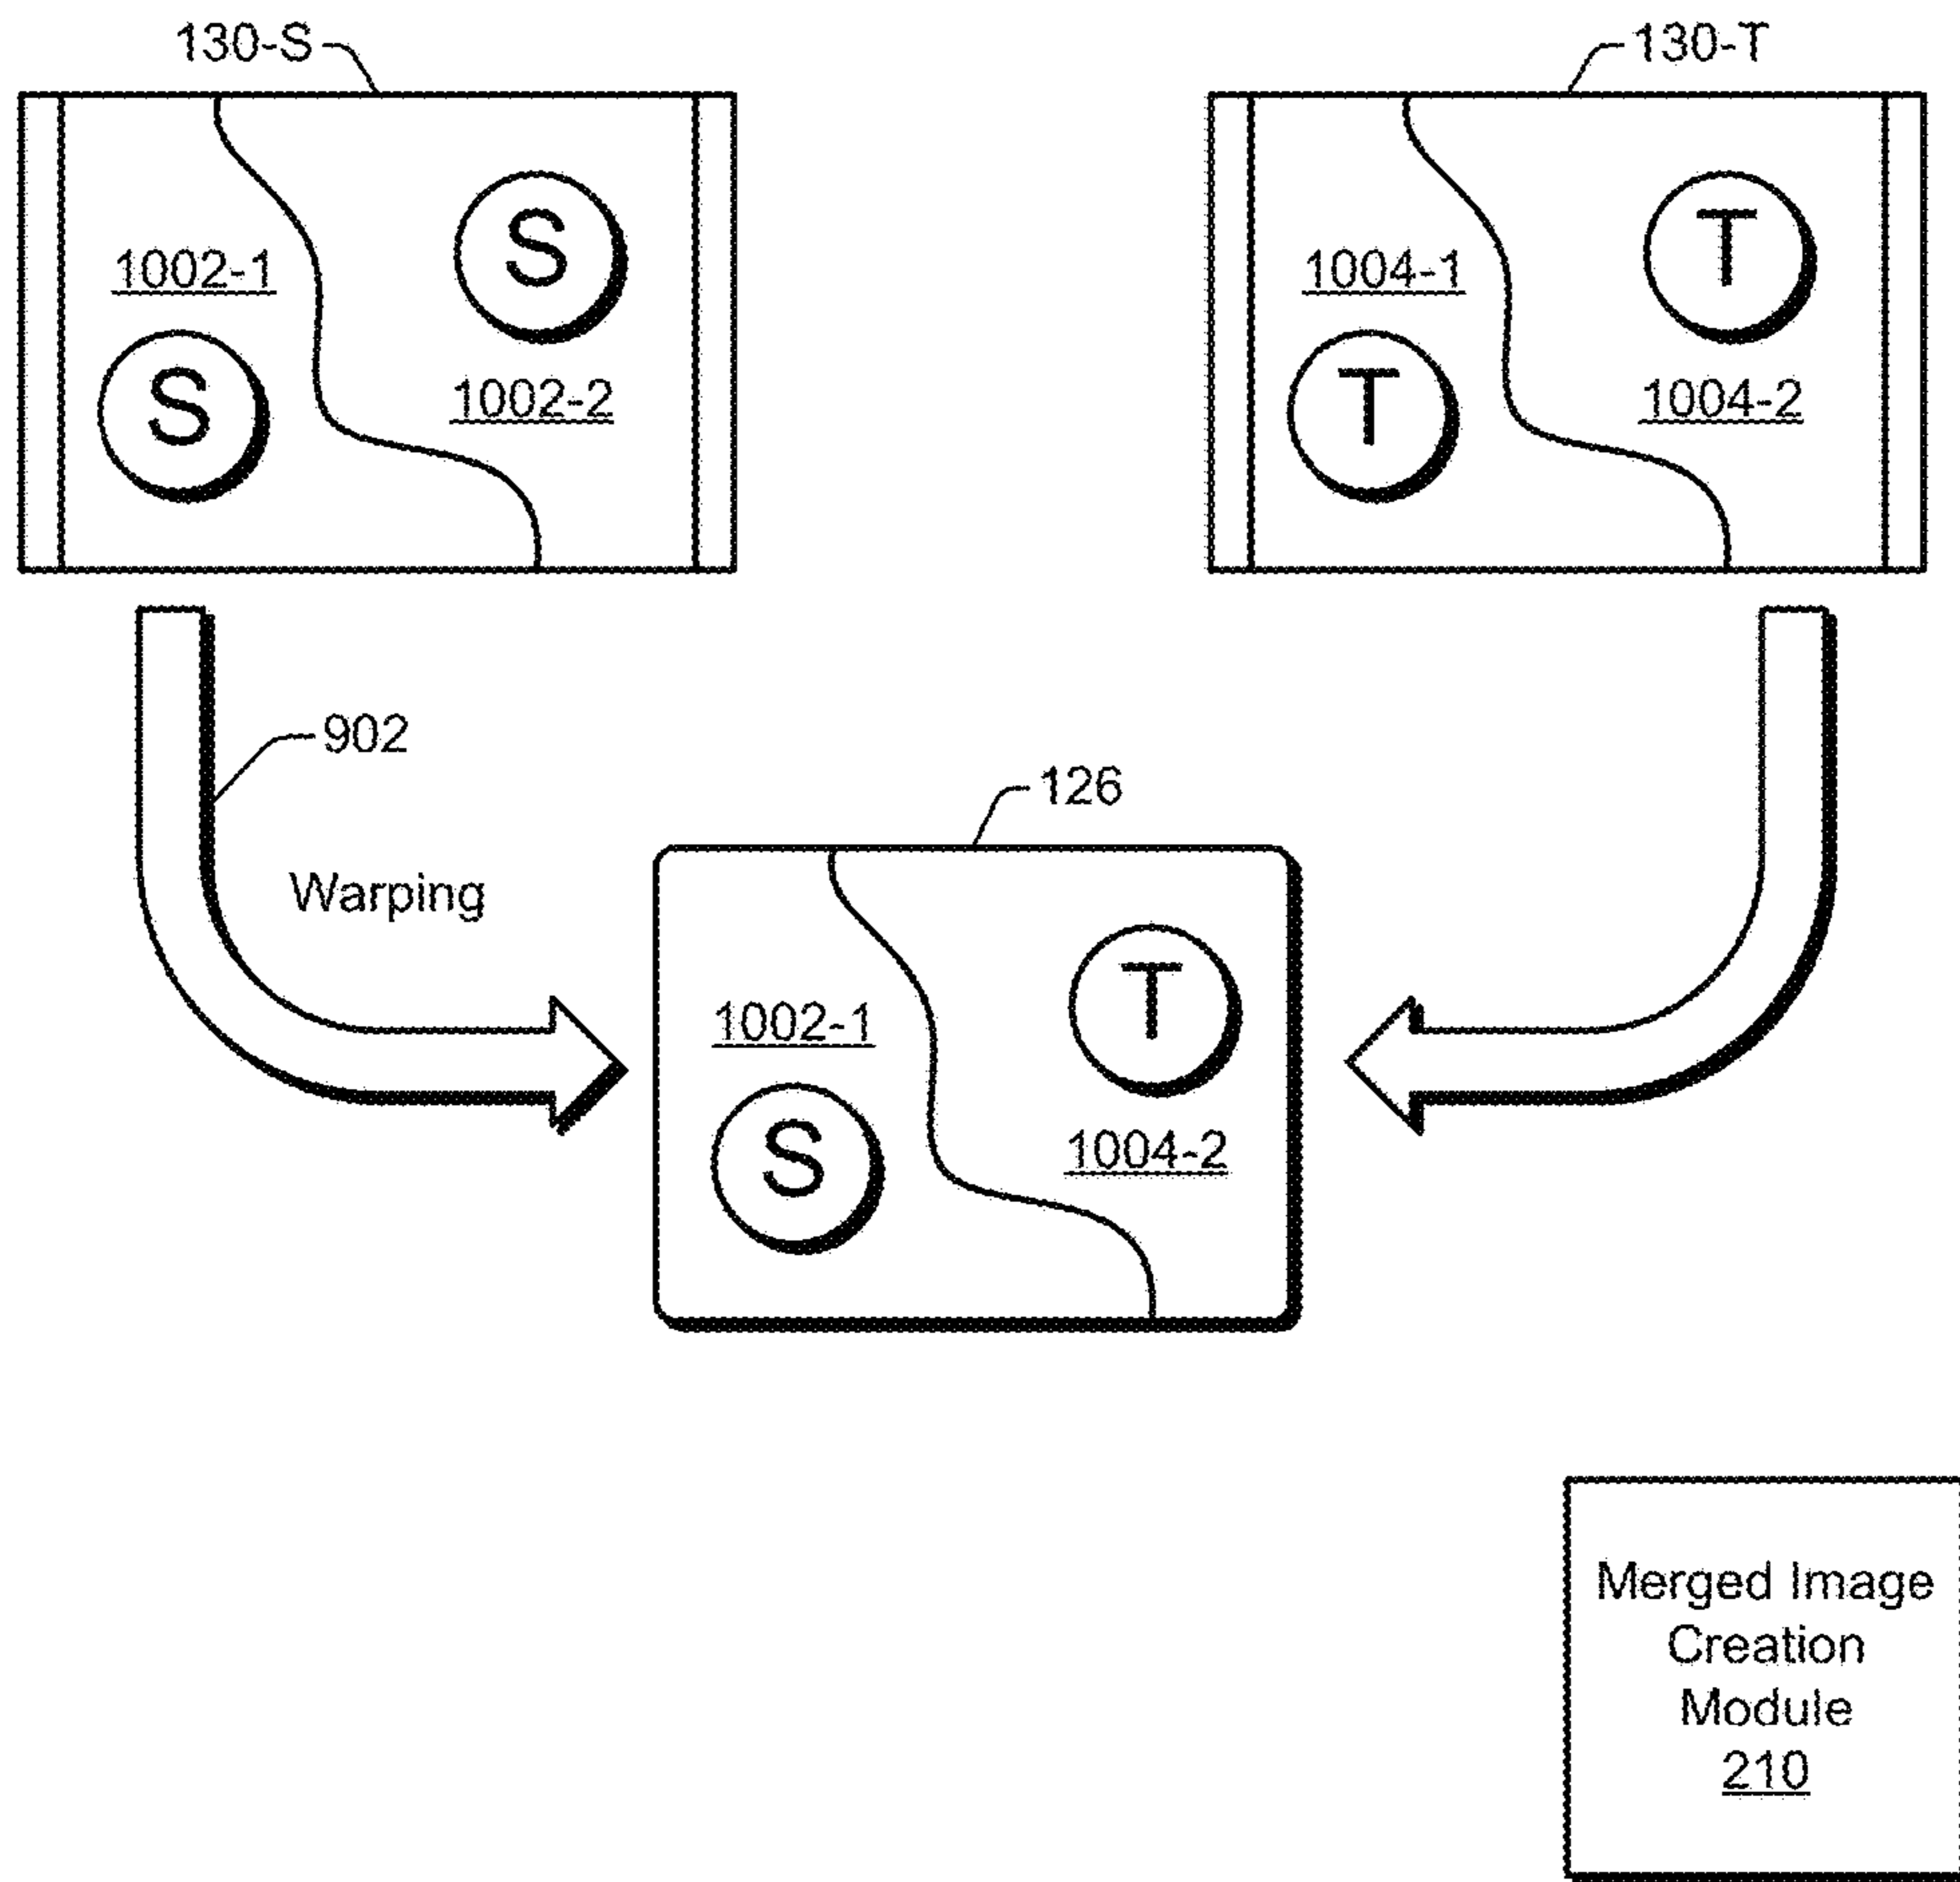 130-S
130-T
S
1002-1
S
1002-2
T
1004-1
T
1004-2
902
Warping
126
T
1002-1
S
1004-2
Merged Image
Creation
Module
210